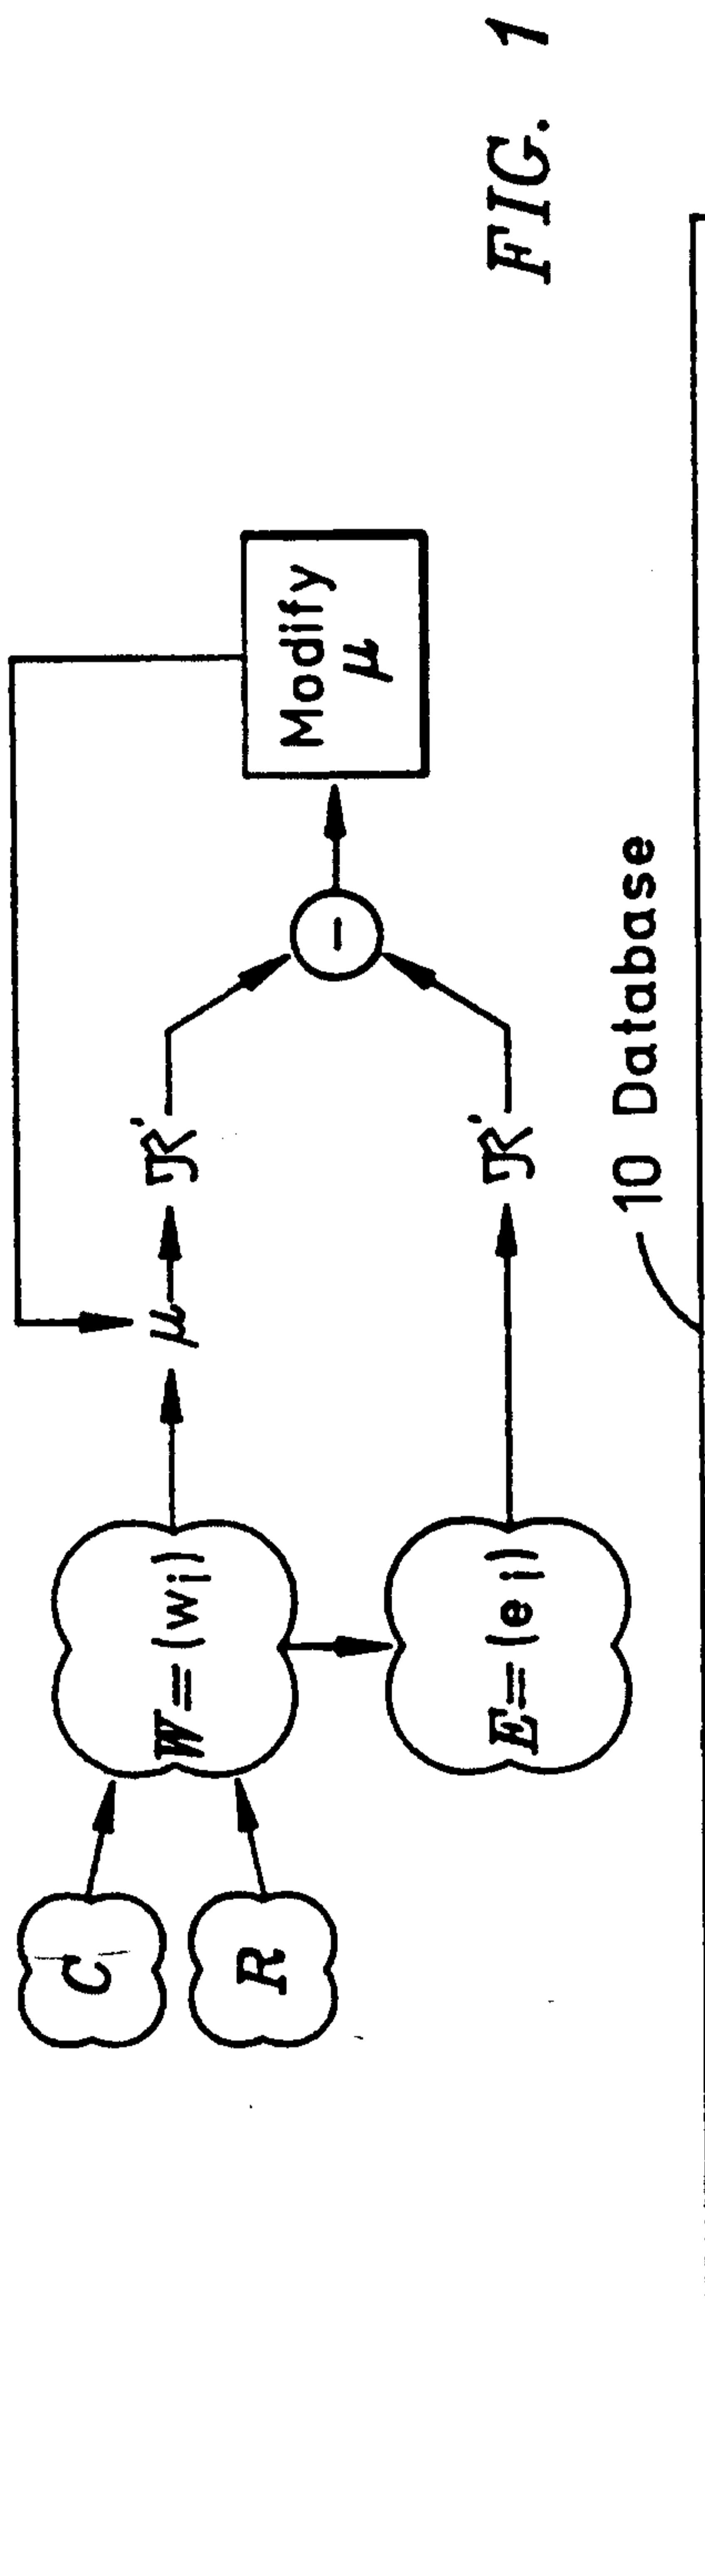 C
R
W=(wᵢ)
E=(eᵢ)
μ
ℛ'
ℛ'
−
Modify
μ
10 Database
FIG. 1